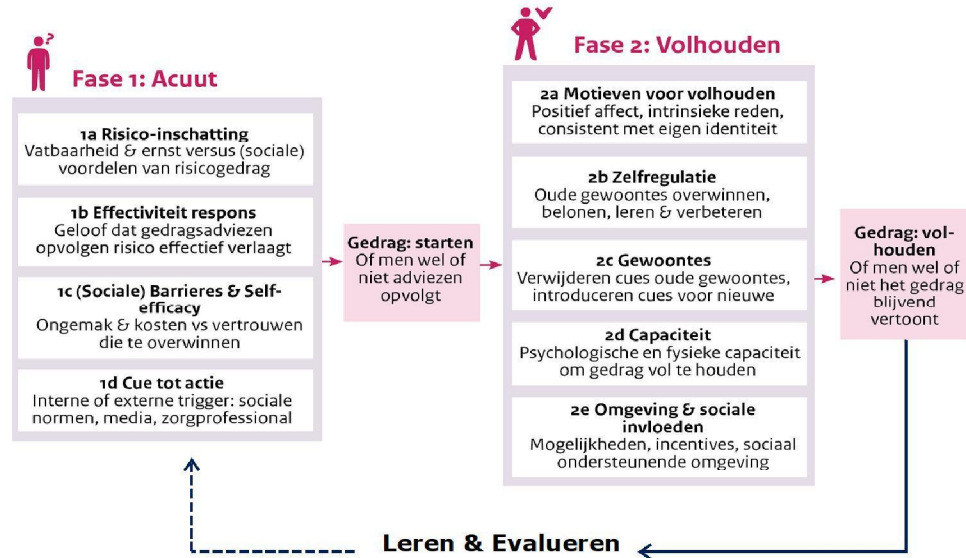 Fase 1: Acuut
1a Risico-inschatting
Vatbaarheid & ernst versus (sociale)
voordelen van risicogedrag
1b Effectiviteit respons
Geloof dat gedragsadviezen
opvolgen risico effectief verlaagt
1c (Sociale) Barrieres & Self-
efficacy
Ongemak & kosten vs vertrouwen
die te overwinnen
1d Cue tot actie
Interne of externe trigger: sociale
normen, media, zorgprofessional
Gedrag: starten
Of men wel of
niet adviezen
opvolgt
Fase 2: Volhouden
2a Motieven voor volhouden
Positief affect, intrinsieke reden,
consistent met eigen identiteit
2b Zelfregulatie
Oude gewoontes overwinnen,
belonen, leren & verbeteren
2c Gewoontes
Verwijderen cues oude gewoontes,
introduceren cues voor nieuwe
2d Capaciteit
Psychologische en fysieke capaciteit
om gedrag vol te houden
2e Omgeving & sociale
invloeden
Mogelijkheden, incentives, sociaal
ondersteunende omgeving
Gedrag: vol-
houden
Of men wel of
niet het gedrag
blijvend
vertoont
Leren & Evalueren